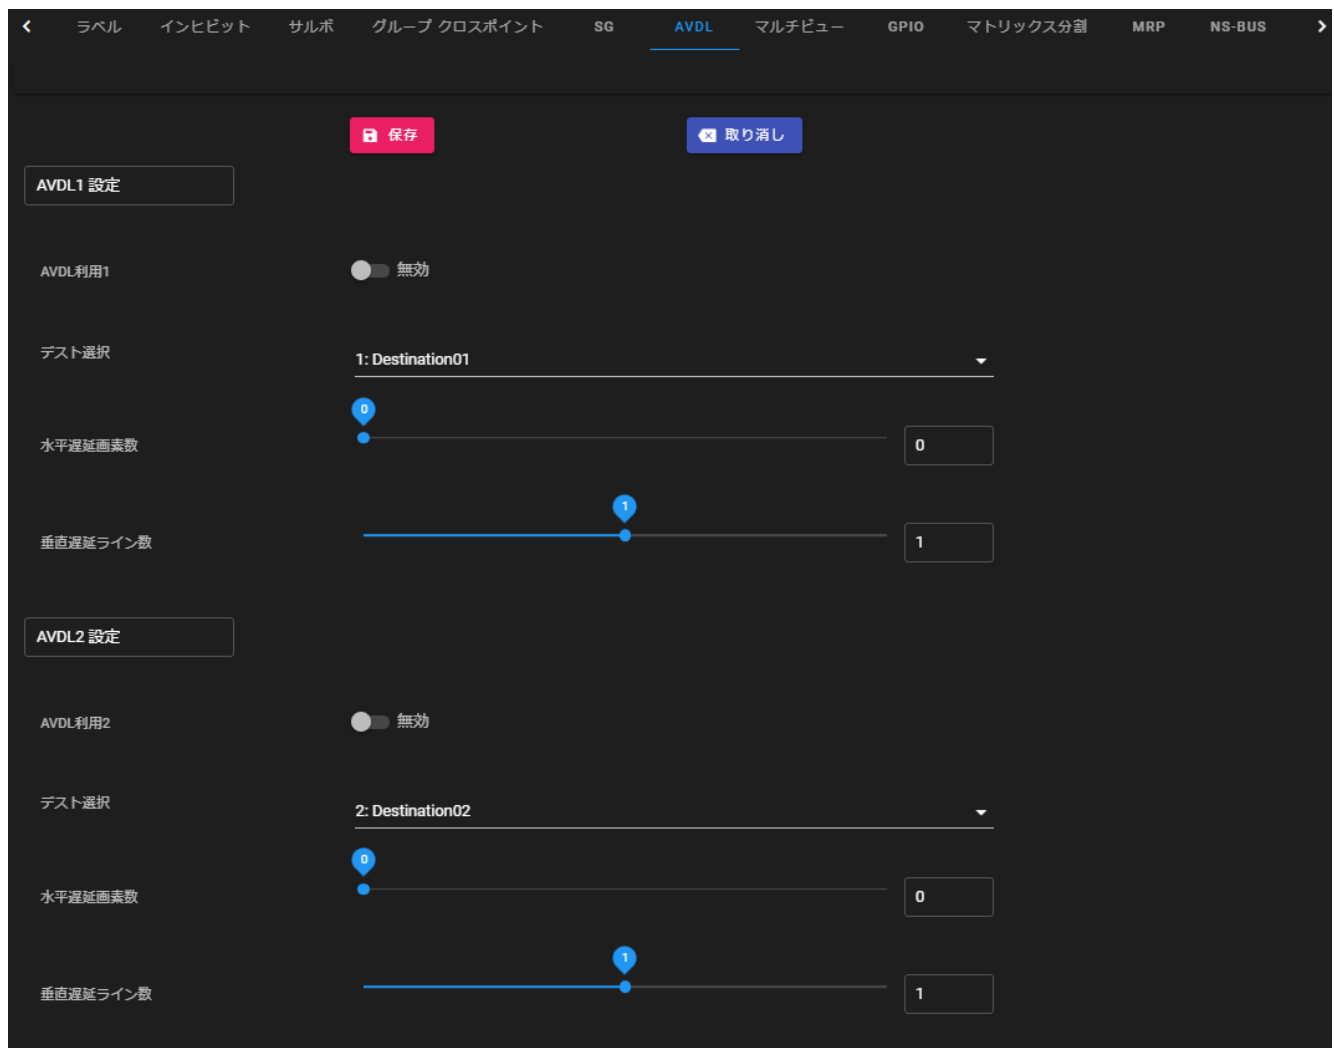 ラベル インヒビット サルボ グループ クロスポイント SG AVDL マルチビュー GPIO マトリックス分割 MRP NS-BUS
保存 取り消し
AVDL1 設定
AVDL利用1 無効
デスト選択 1: Destination01
0
水平遅延画素数 0
1
垂直遅延ライン数 1
AVDL2 設定
AVDL利用2 無効
デスト選択 2: Destination02
0
水平遅延画素数 0
1
垂直遅延ライン数 1